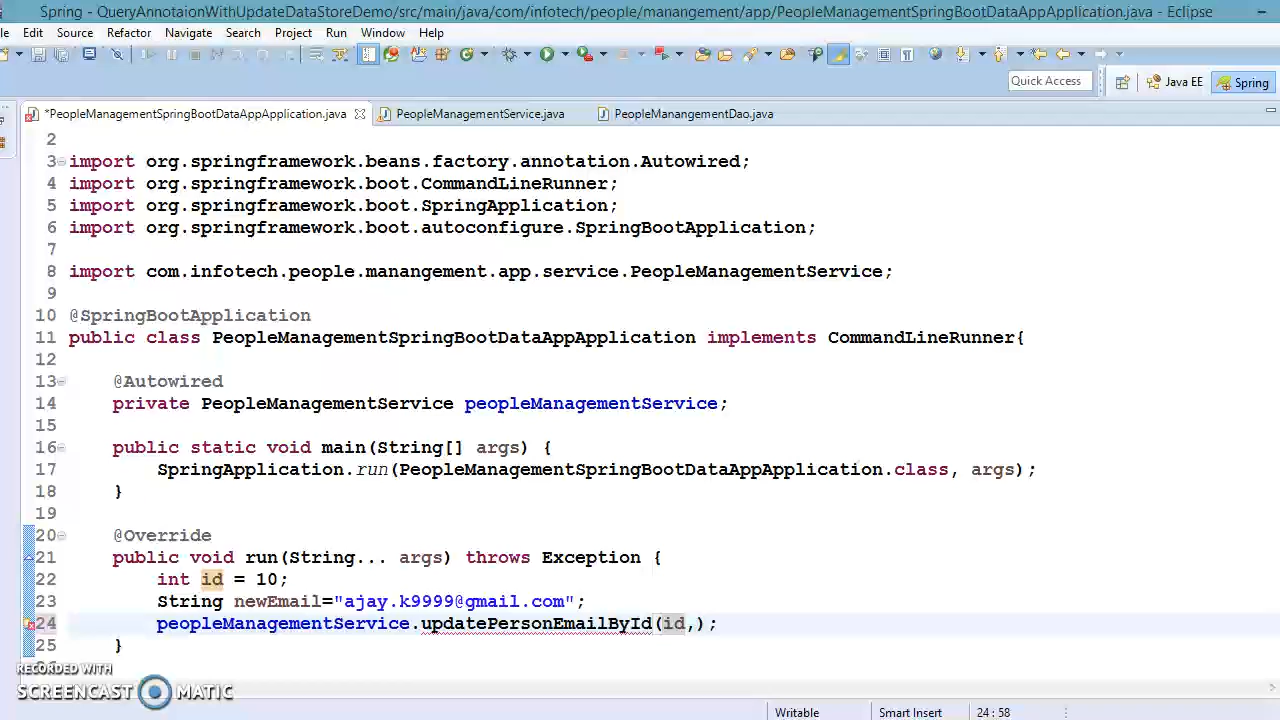 Spring - QueryAnnotaionWithUpdateDataStoreDemo/src/main/java/com/infotech/people/manangement/app/PeopleManagementSpringBootDataAppApplication.java - Eclipse
le Edit Source Refactor Navigate Search Project Run Window Help
Quick Access Java EE Spring
*PeopleManagementSpringBootDataAppApplication.java PeopleManagementService.java PeopleManangementDao.java
2
3 import org.springframework.beans.factory.annotation.Autowired;
4 import org.springframework.boot.CommandLineRunner;
5 import org.springframework.boot.SpringApplication;
6 import org.springframework.boot.autoconfigure.SpringBootApplication;
7
8 import com.infotech.people.manangement.app.service.PeopleManagementService;
9
10 @SpringBootApplication
11 public class PeopleManagementSpringBootDataAppApplication implements CommandLineRunner{
12
13 @Autowired
14 private PeopleManagementService peopleManagementService;
15
16 public static void main(String[] args) {
17 SpringApplication.run(PeopleManagementSpringBootDataAppApplication.class, args);
18 }
19
20 @Override
21 public void run(String... args) throws Exception {
22 int id = 10;
23 String newEmail="ajay.k9999@gmail.com";
24 peopleManagementService.updatePersonEmailById(id,);
25 }
RECORDED WITH
SCREENCAST MATIC
Writable Smart Insert 24 : 58